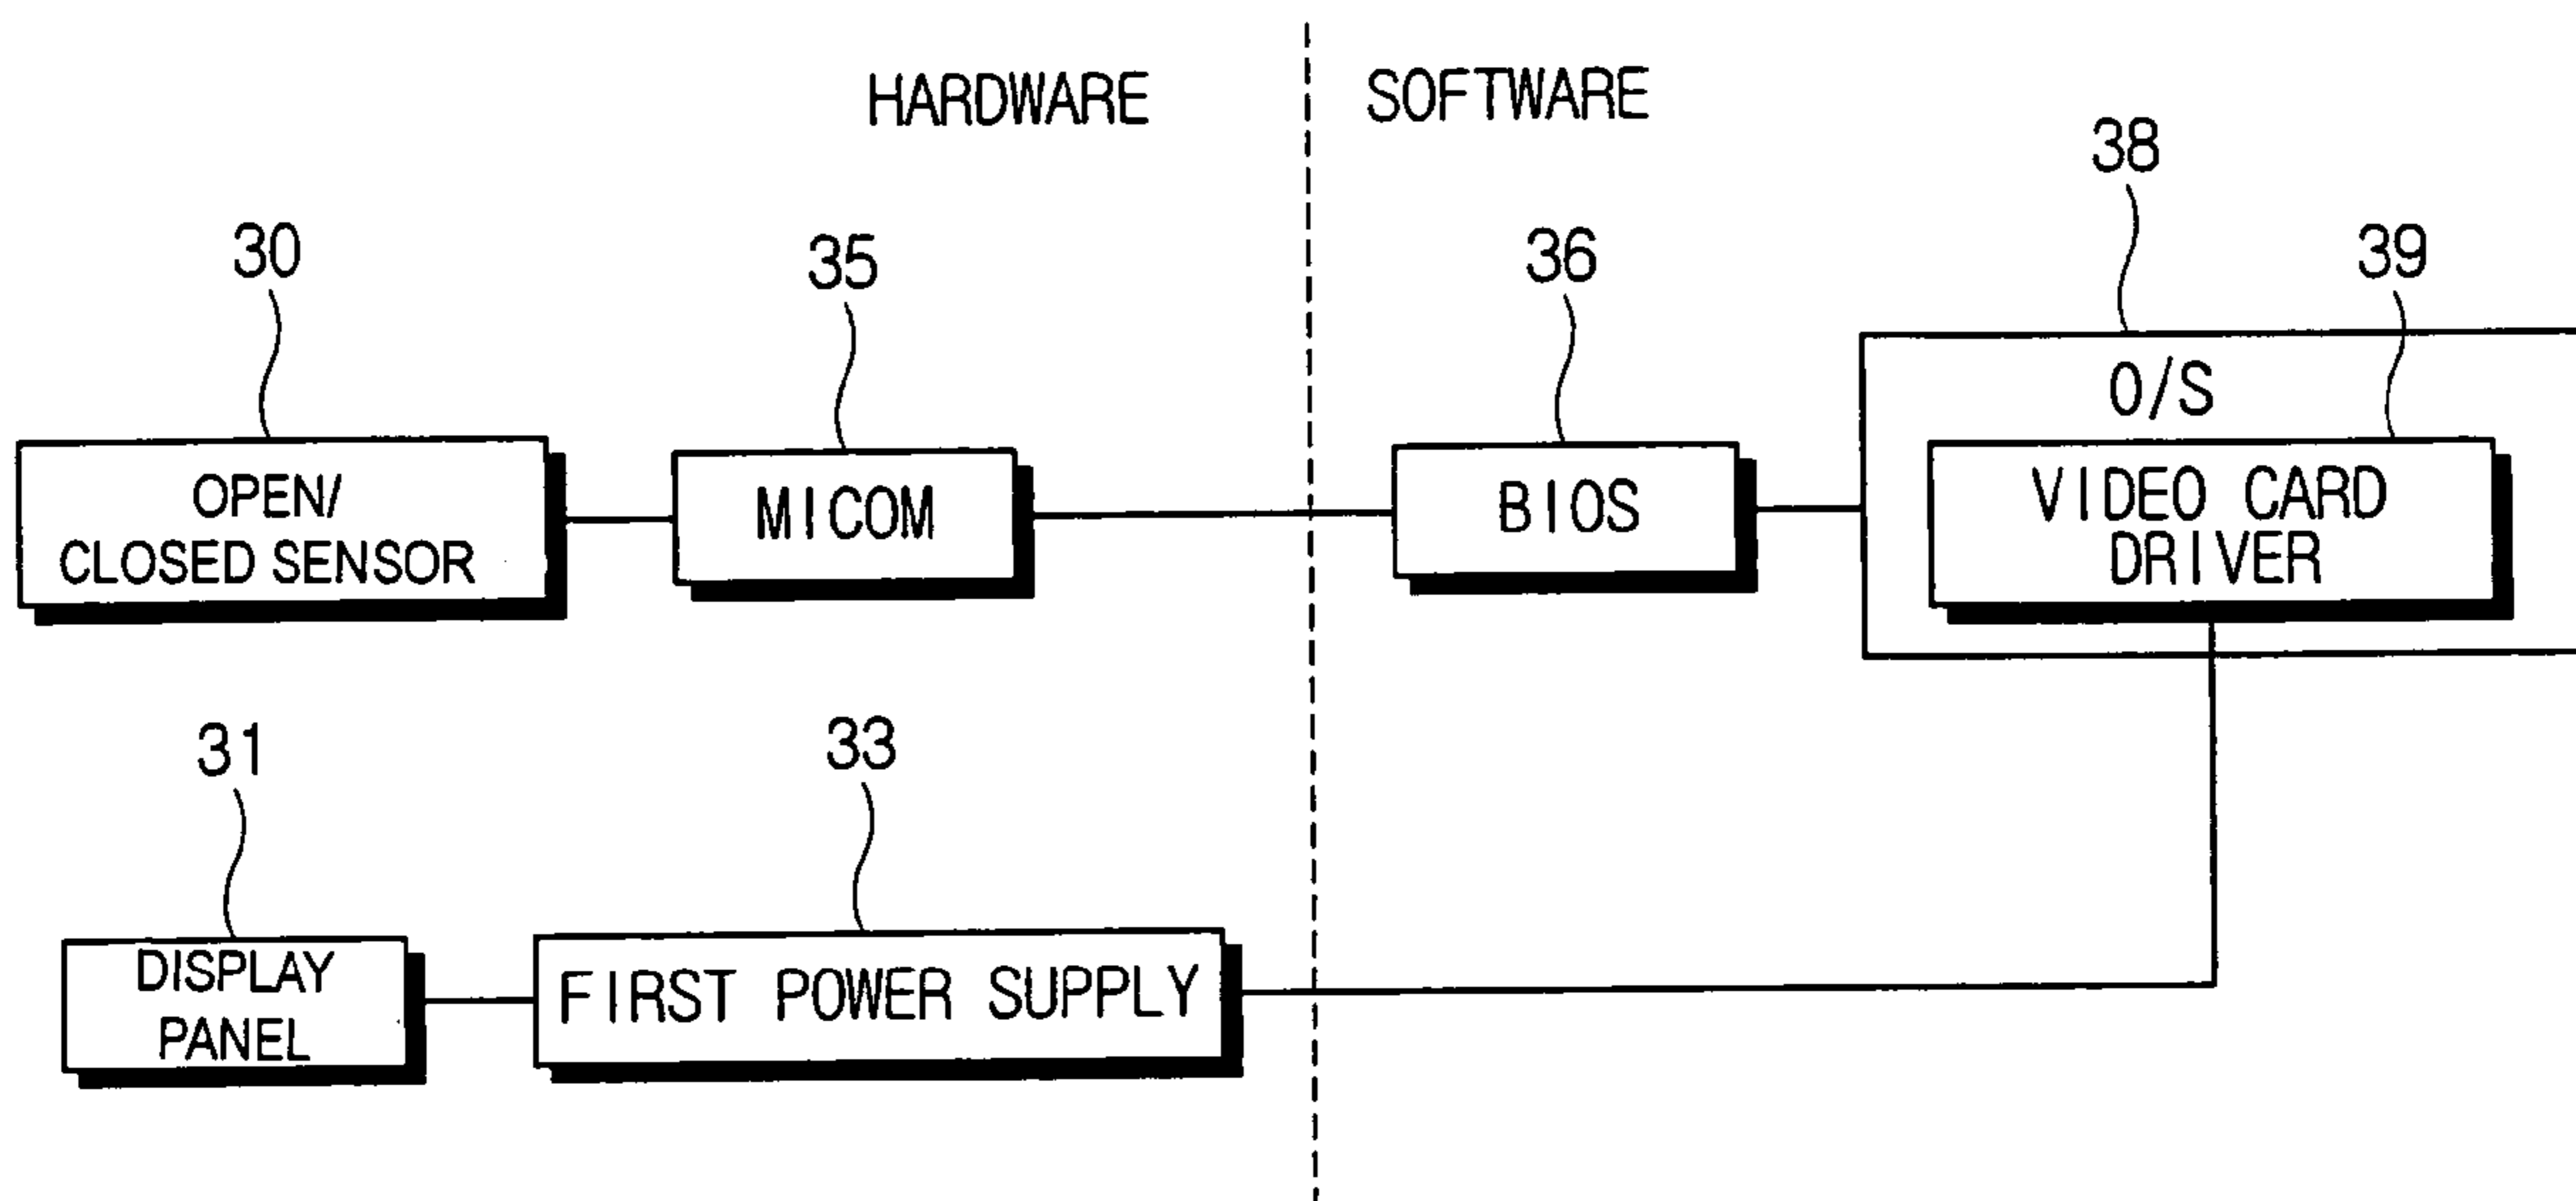 HARDWARE
SOFTWARE
38
30
35
36
39
O/S
OPEN/
CLOSED SENSOR
MICOM
BIOS
VIDEO CARD
DRIVER
31
33
DISPLAY
PANEL
FIRST POWER SUPPLY